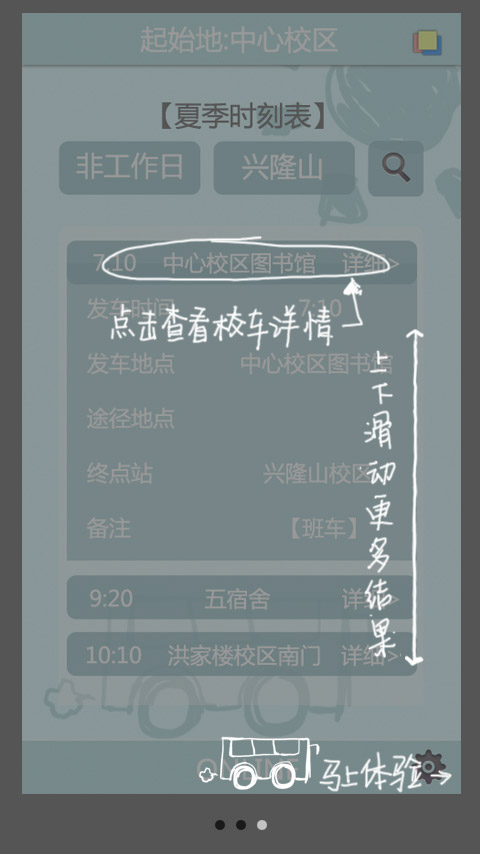 起始地:中心校区
【夏季时刻表】
非工作日 兴隆山
7:10 中心校区图书馆 详细>
发车时间 7:10
点击查看校车详情
发车地点 中心校区图书馆
途径地点
终点站 兴隆山校区
备注 【班车】
上下滑动更多结果
9:20 五宿舍 详细>
10:10 洪家楼校区南门 详细>
马上体验